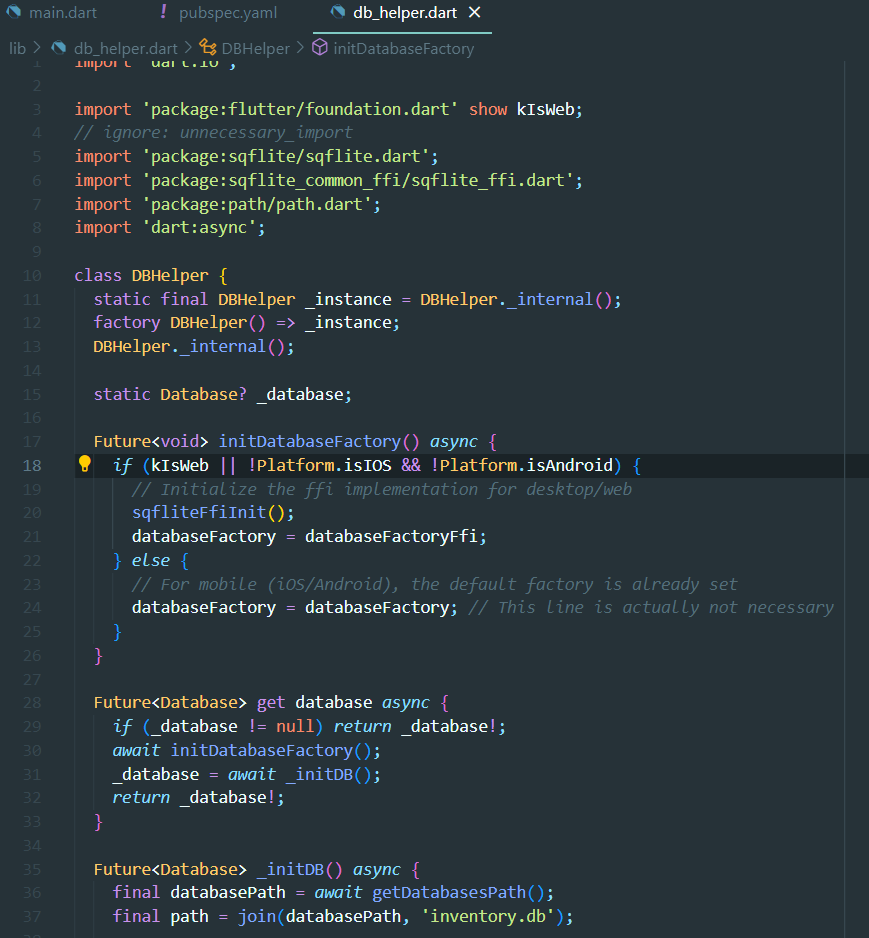 main.dart ! pubspec.yaml db_helper.dart ×
lib > db_helper.dart > DBHelper > initDatabaseFactory
1 import 'dart:io';
2
3 import 'package:flutter/foundation.dart' show kIsWeb;
4 // ignore: unnecessary_import
5 import 'package:sqflite/sqflite.dart';
6 import 'package:sqflite_common_ffi/sqflite_ffi.dart';
7 import 'package:path/path.dart';
8 import 'dart:async';
9
10 class DBHelper {
11   static final DBHelper _instance = DBHelper._internal();
12   factory DBHelper() => _instance;
13   DBHelper._internal();
14
15   static Database? _database;
16
17   Future<void> initDatabaseFactory() async {
18     if (kIsWeb || !Platform.isIOS && !Platform.isAndroid) {
19       // Initialize the ffi implementation for desktop/web
20       sqfliteFfiInit();
21       databaseFactory = databaseFactoryFfi;
22     } else {
23       // For mobile (iOS/Android), the default factory is already set
24       databaseFactory = databaseFactory; // This line is actually not necessary
25     }
26   }
27
28   Future<Database> get database async {
29     if (_database != null) return _database!;
30     await initDatabaseFactory();
31     _database = await _initDB();
32     return _database!;
33   }
34
35   Future<Database> _initDB() async {
36     final databasePath = await getDatabasesPath();
37     final path = join(databasePath, 'inventory.db');